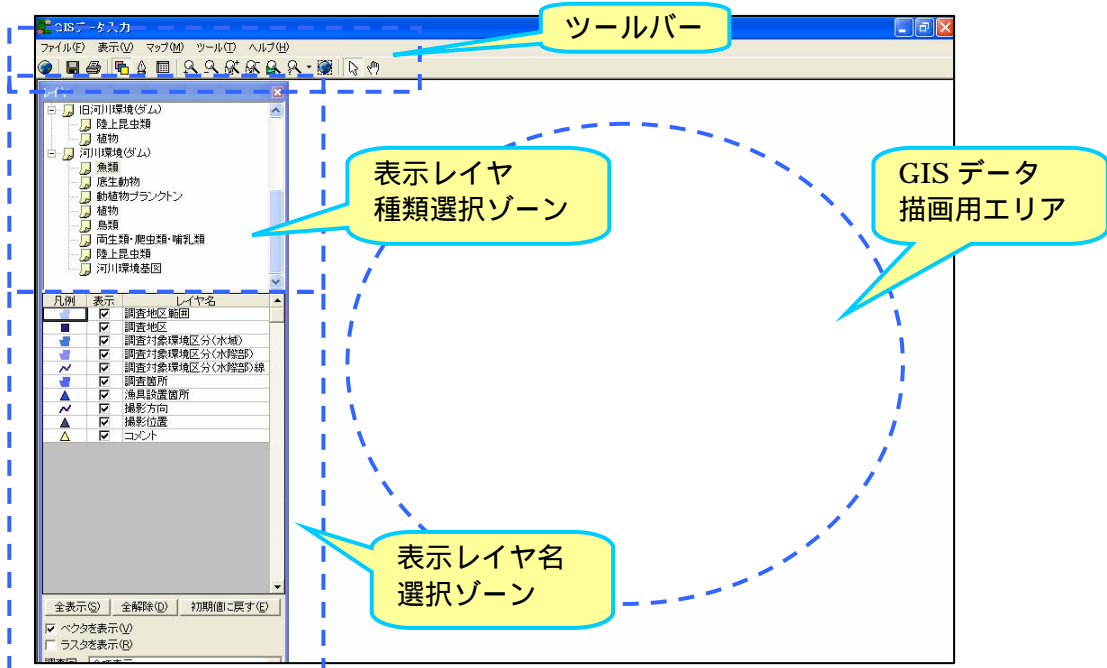 GISデータ入力
ツールバー
ファイル(F) 表示(V) マップ(M) ツール(T) ヘルプ(H)
レイヤ
旧河川環境(ダム)
陸上昆虫類
植物
河川環境(ダム)
魚類
底生動物
動植物プランクトン
植物
鳥類
両生類・爬虫類・哺乳類
陸上昆虫類
河川環境基図
表示レイヤ
種類選択ゾーン
GIS データ
描画用エリア
凡例 表示 レイヤ名
調査地区範囲
調査地区
調査対象環境区分(水域)
調査対象環境区分(水際部)
調査対象環境区分(水際部)線
調査箇所
漁具設置箇所
撮影方向
撮影位置
コメント
表示レイヤ名
選択ゾーン
全表示(S) 全解除(D) 初期値に戻す(E)
ベクタを表示(V)
ラスタを表示(R)